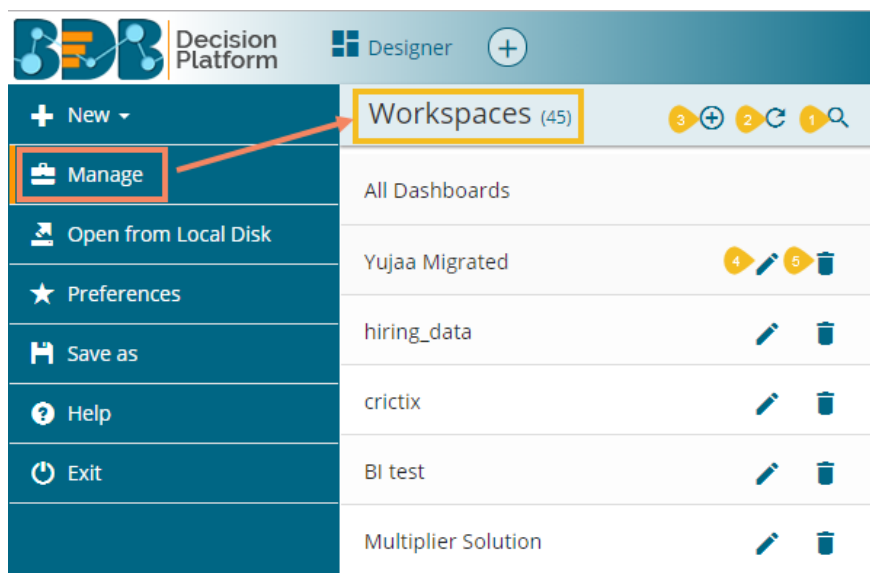 BDB Decision Platform
Designer
New
Workspaces (45)
3 2 1
Manage
All Dashboards
Open from Local Disk
Yujaa Migrated
4 5
Preferences
hiring_data
Save as
crictix
Help
BI test
Exit
Multiplier Solution